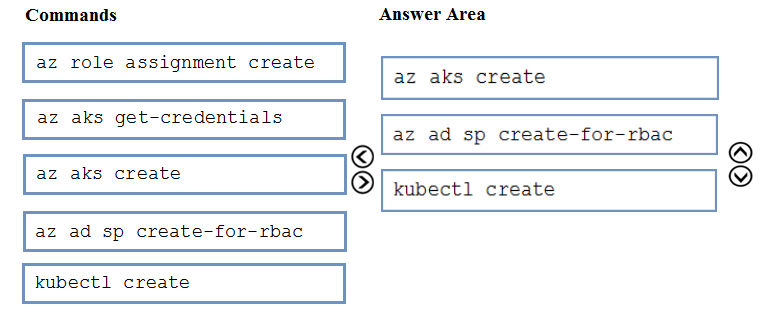 Commands
az role assignment create
az aks get-credentials
az aks create
az ad sp create-for-rbac
kubectl create
Answer Area
az aks create
az ad sp create-for-rbac
kubectl create